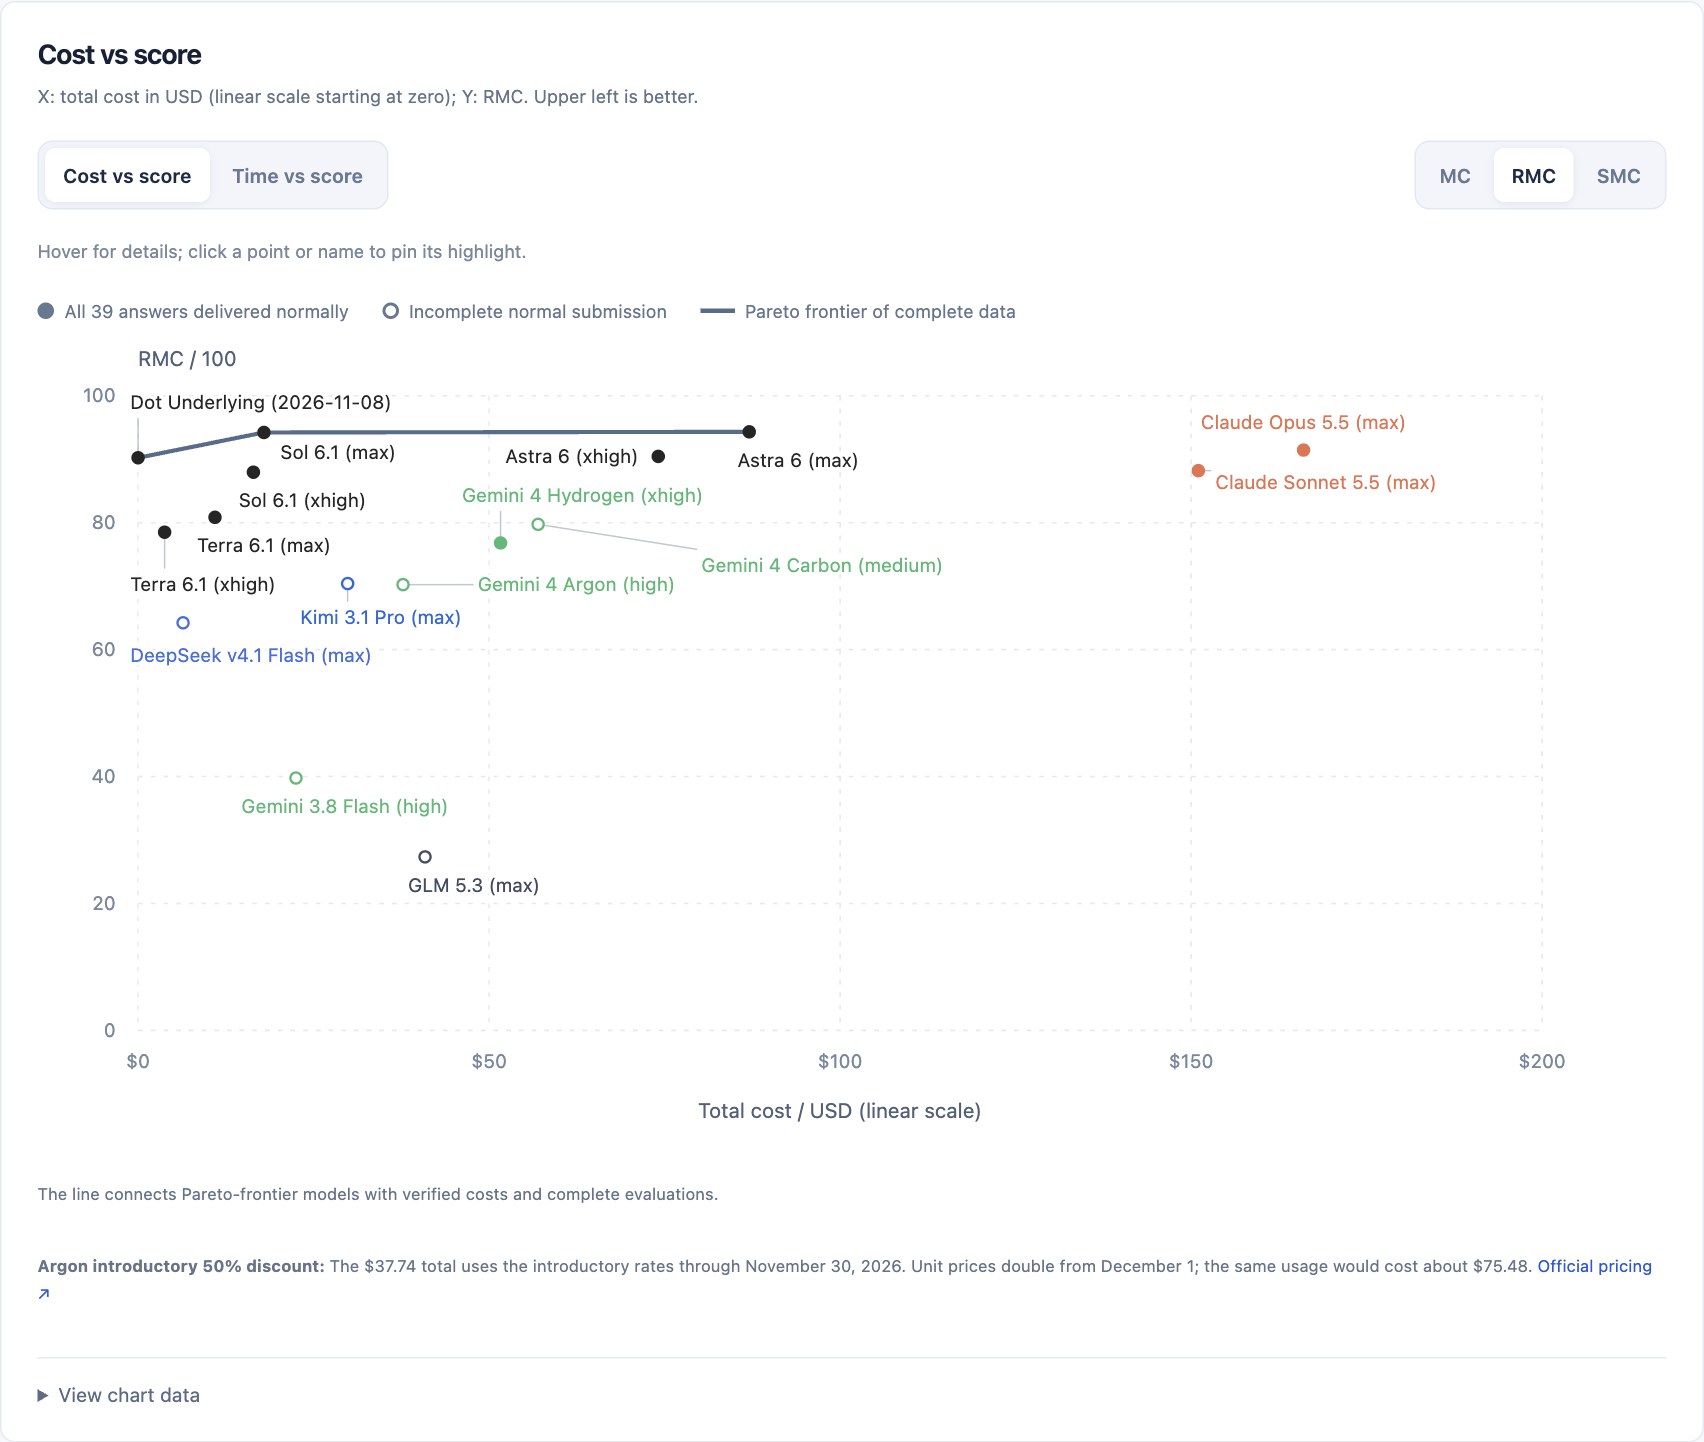 Cost vs score
X: total cost in USD (linear scale starting at zero); Y: RMC. Upper left is better.
Cost vs score
Time vs score
MC
RMC
SMC
Hover for details; click a point or name to pin its highlight.
All 39 answers delivered normally
Incomplete normal submission
Pareto frontier of complete data
RMC / 100
100
Dot Underlying (2026-11-08)
Claude Opus 5.5 (max)
Sol 6.1 (max)
Astra 6 (xhigh)
Astra 6 (max)
Claude Sonnet 5.5 (max)
Sol 6.1 (xhigh)
Gemini 4 Hydrogen (xhigh)
80
Terra 6.1 (max)
Gemini 4 Carbon (medium)
Terra 6.1 (xhigh)
Gemini 4 Argon (high)
Kimi 3.1 Pro (max)
60
DeepSeek v4.1 Flash (max)
40
Gemini 3.8 Flash (high)
GLM 5.3 (max)
20
0
$0
$50
$100
$150
$200
Total cost / USD (linear scale)
The line connects Pareto-frontier models with verified costs and complete evaluations.
Argon introductory 50% discount: The $37.74 total uses the introductory rates through November 30, 2026. Unit prices double from December 1; the same usage would cost about $75.48. Official pricing
↗
▶ View chart data